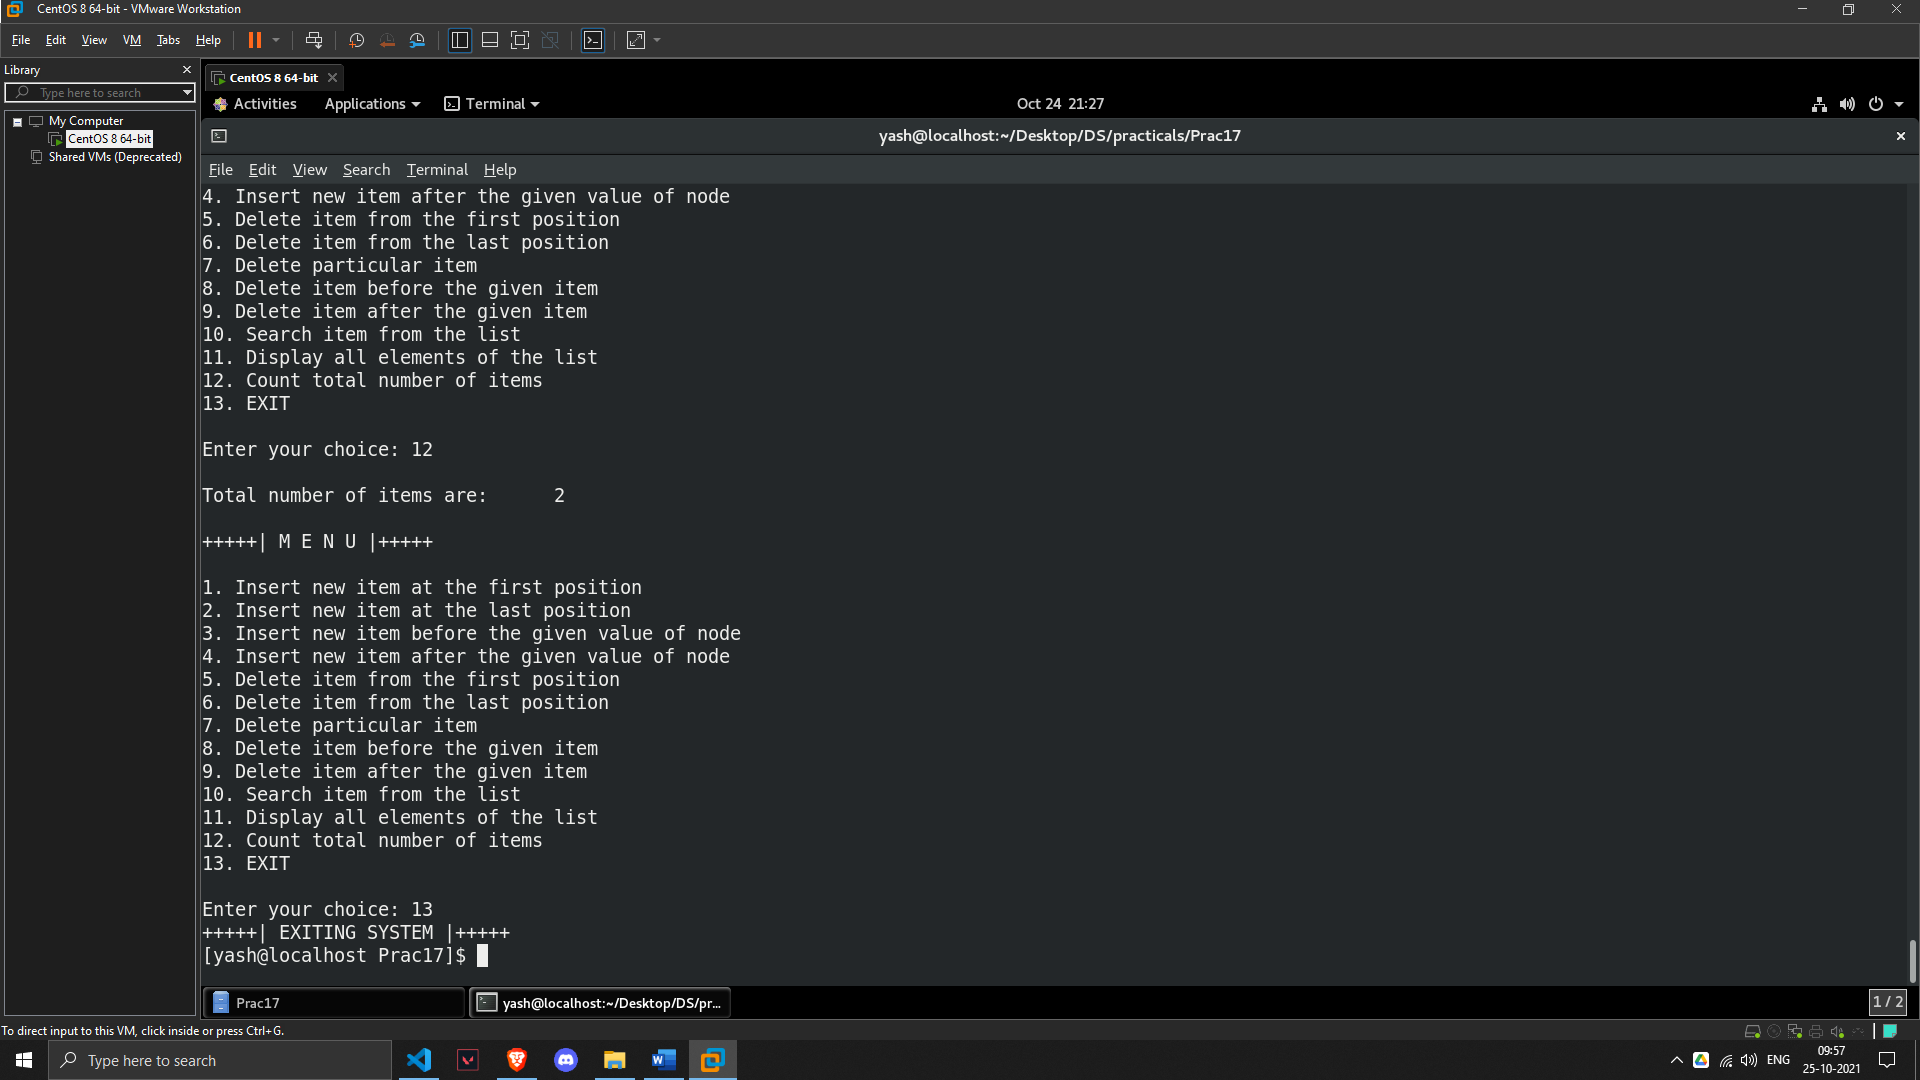 CentOS 8 64-bit - VMware Workstation
File Edit View VM Tabs Help
Library
Type here to search
My Computer
CentOS 8 64-bit
Shared VMs (Deprecated)
CentOS 8 64-bit
Activities Applications Terminal Oct 24 21:27
yash@localhost:~/Desktop/DS/practicals/Prac17
File Edit View Search Terminal Help
4. Insert new item after the given value of node
5. Delete item from the first position
6. Delete item from the last position
7. Delete particular item
8. Delete item before the given item
9. Delete item after the given item
10. Search item from the list
11. Display all elements of the list
12. Count total number of items
13. EXIT
Enter your choice: 12
Total number of items are: 2
+++++| M E N U |+++++
1. Insert new item at the first position
2. Insert new item at the last position
3. Insert new item before the given value of node
4. Insert new item after the given value of node
5. Delete item from the first position
6. Delete item from the last position
7. Delete particular item
8. Delete item before the given item
9. Delete item after the given item
10. Search item from the list
11. Display all elements of the list
12. Count total number of items
13. EXIT
Enter your choice: 13
+++++| EXITING SYSTEM |+++++
[yash@localhost Prac17]$
Prac17 yash@localhost:~/Desktop/DS/pr... 1 / 2
To direct input to this VM, click inside or press Ctrl+G.
Type here to search
ENG
09:57
25-10-2021